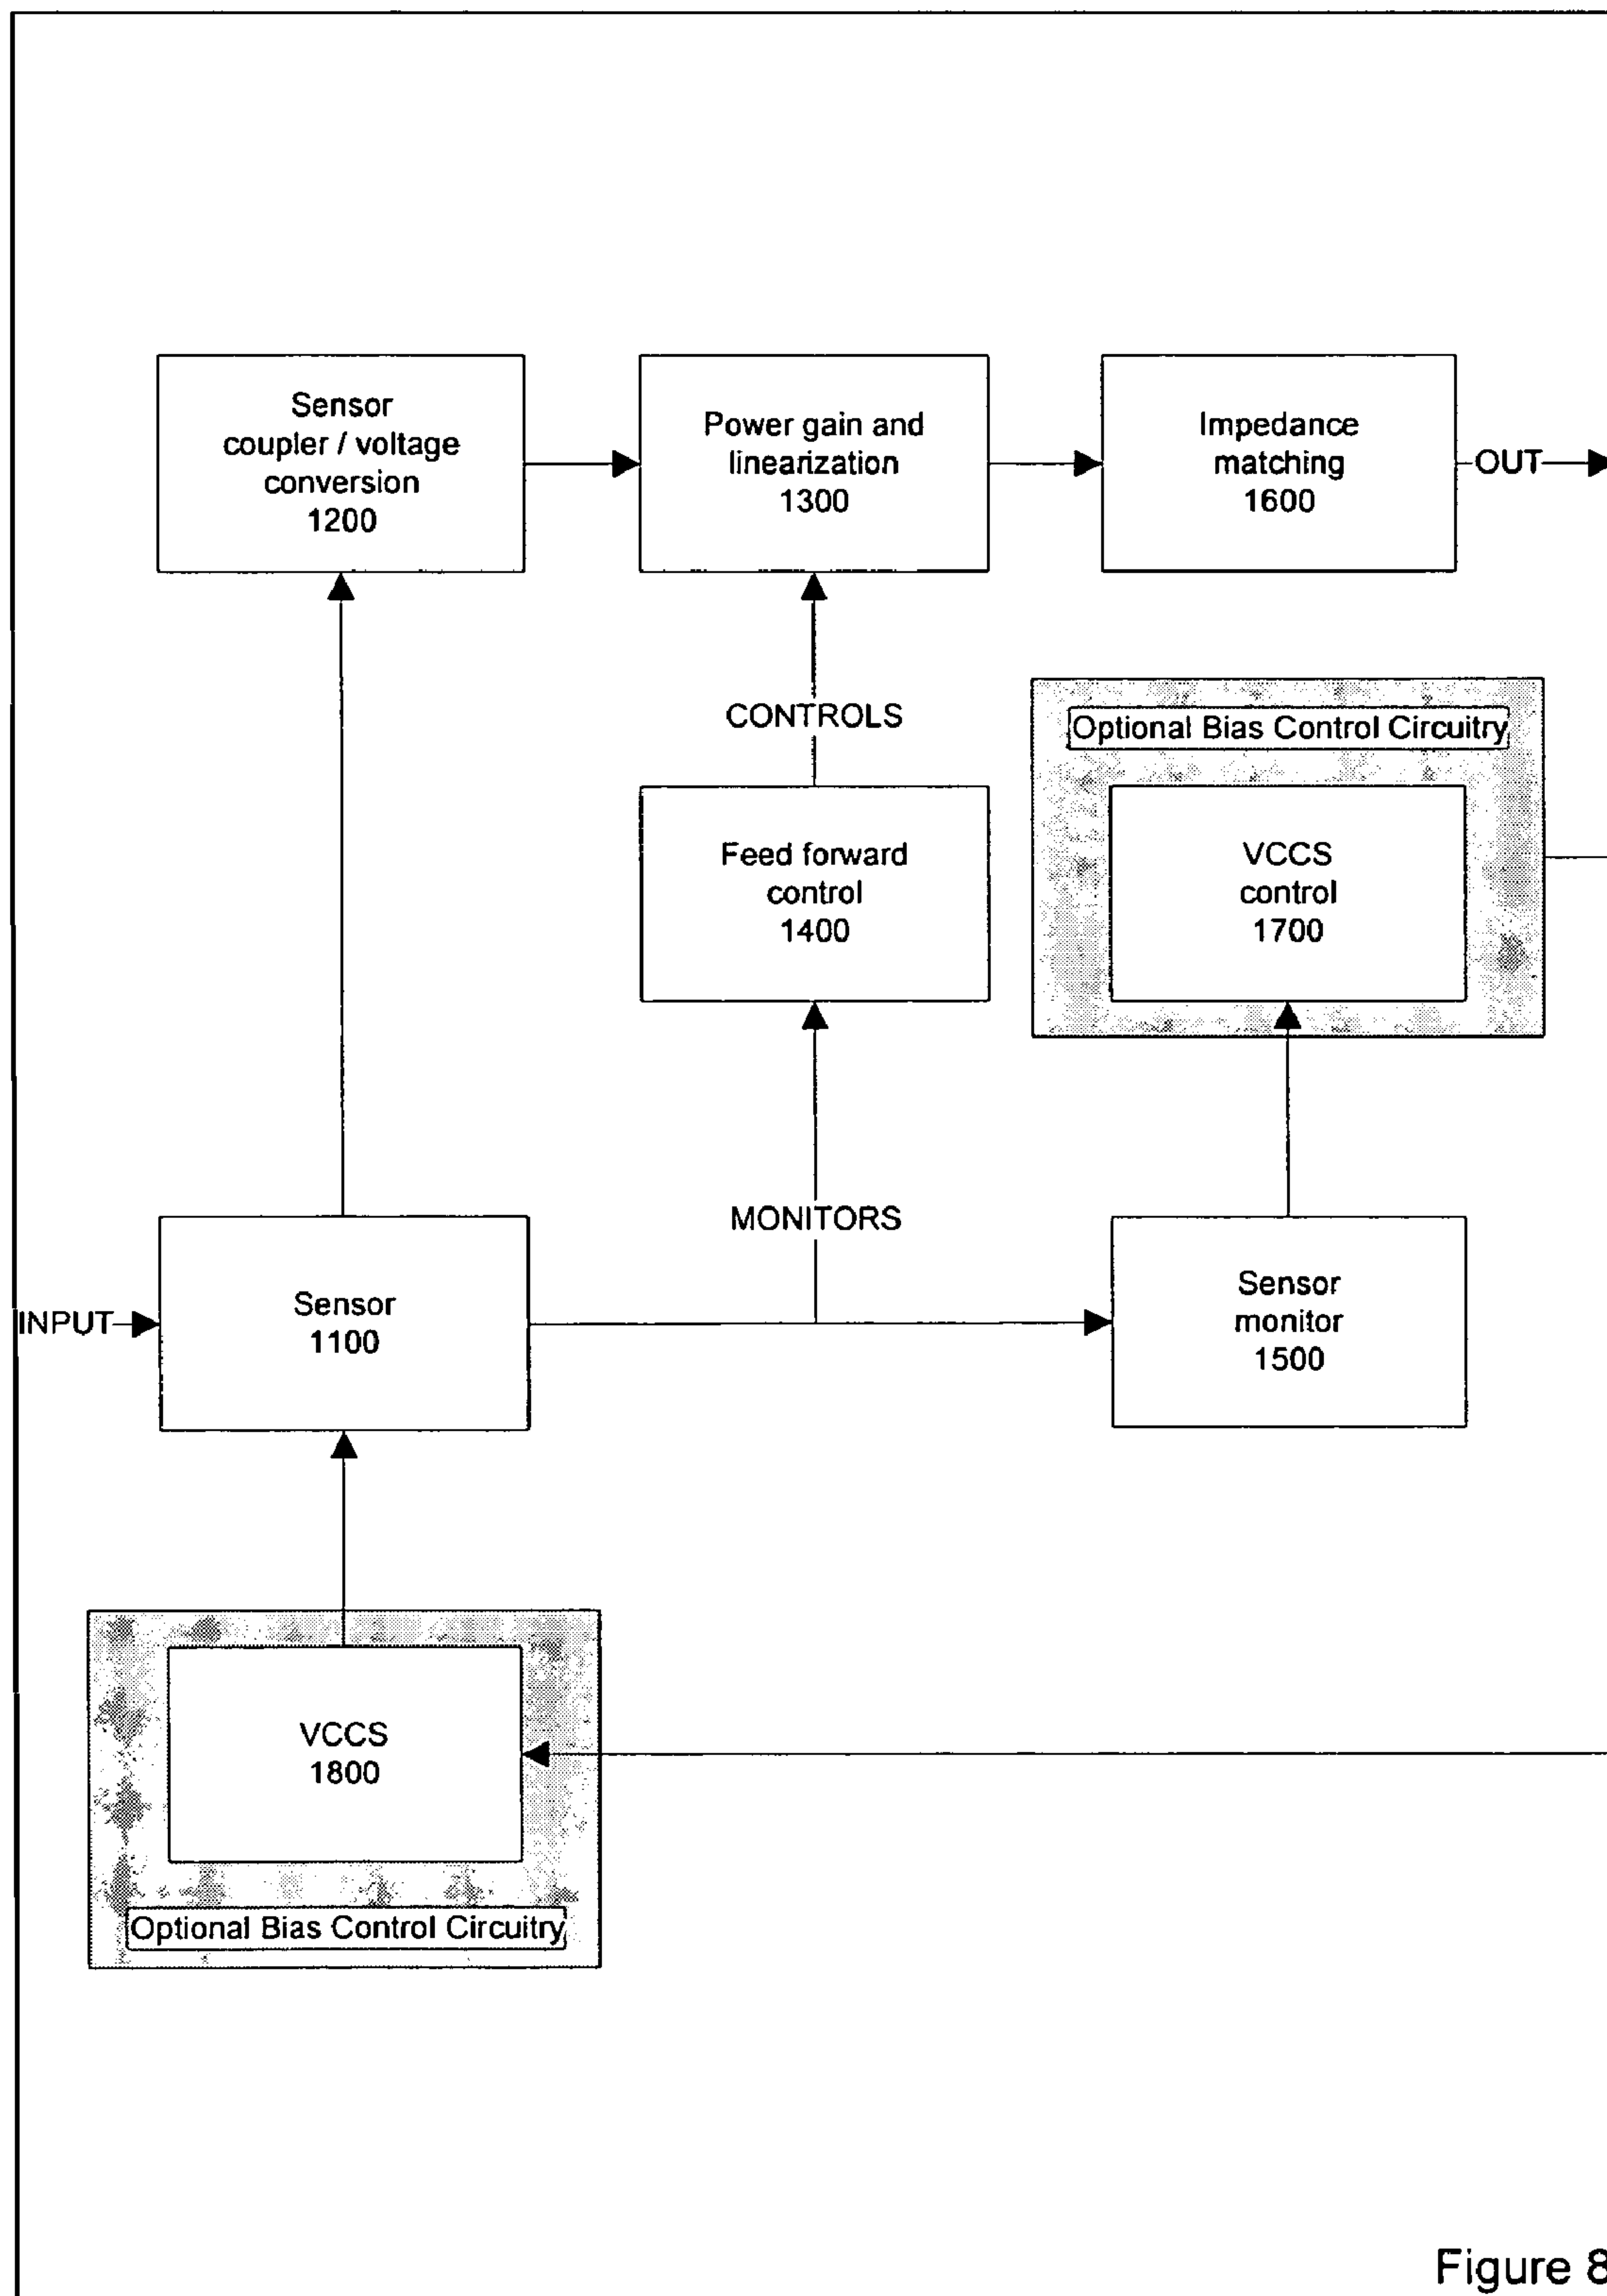 Sensor
coupler / voltage
conversion
1200
Power gain and
linearization
1300
Impedance
matching
1600
OUT
CONTROLS
Optional Bias Control Circuitry
Feed forward
control
1400
VCCS
control
1700
MONITORS
INPUT
Sensor
1100
Sensor
monitor
1500
VCCS
1800
Optional Bias Control Circuitry
Figure 8